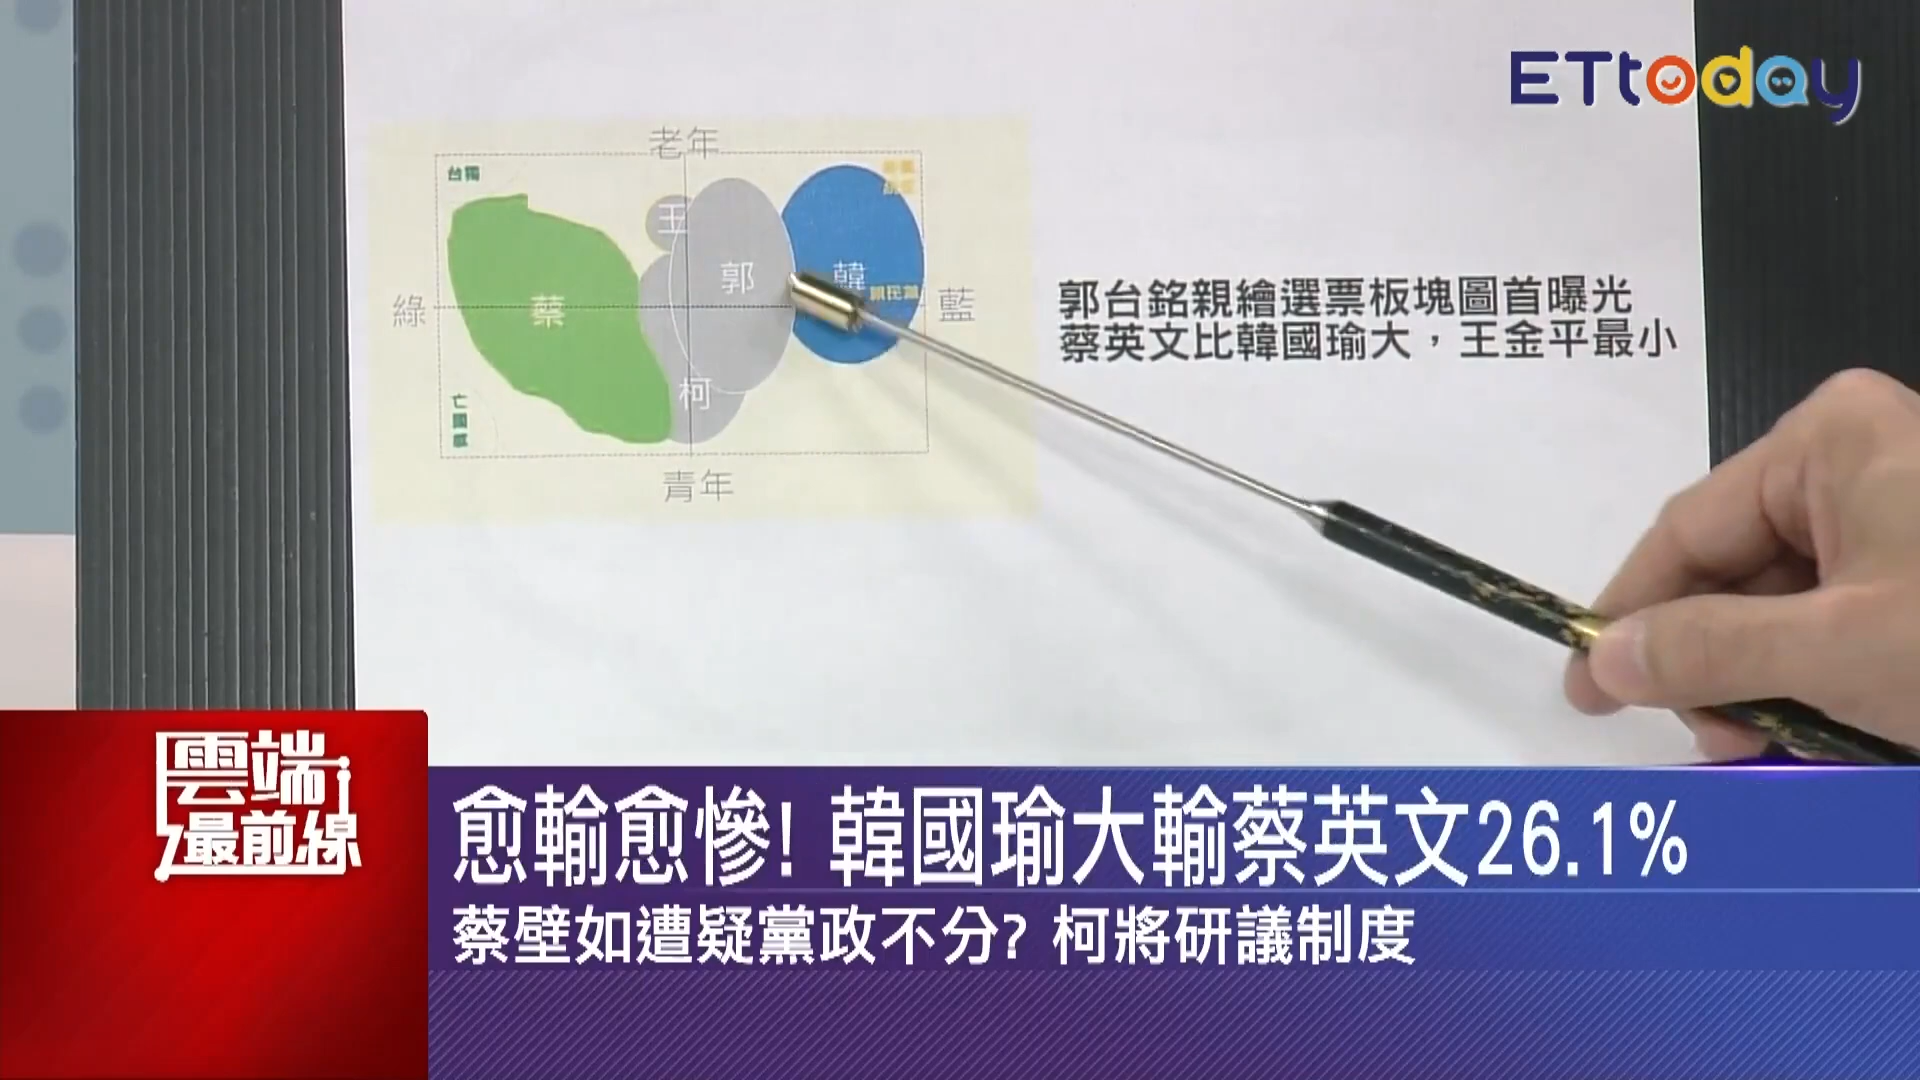 ETtoday
老年
台獨
王
郭
韓
蔡
綠
藍
柯
亡國感
青年
郭台銘親繪選票板塊圖首曝光
蔡英文比韓國瑜大，王金平最小
雲端最前線
愈輸愈慘! 韓國瑜大輸蔡英文26.1%
蔡壁如遭疑黨政不分? 柯將研議制度